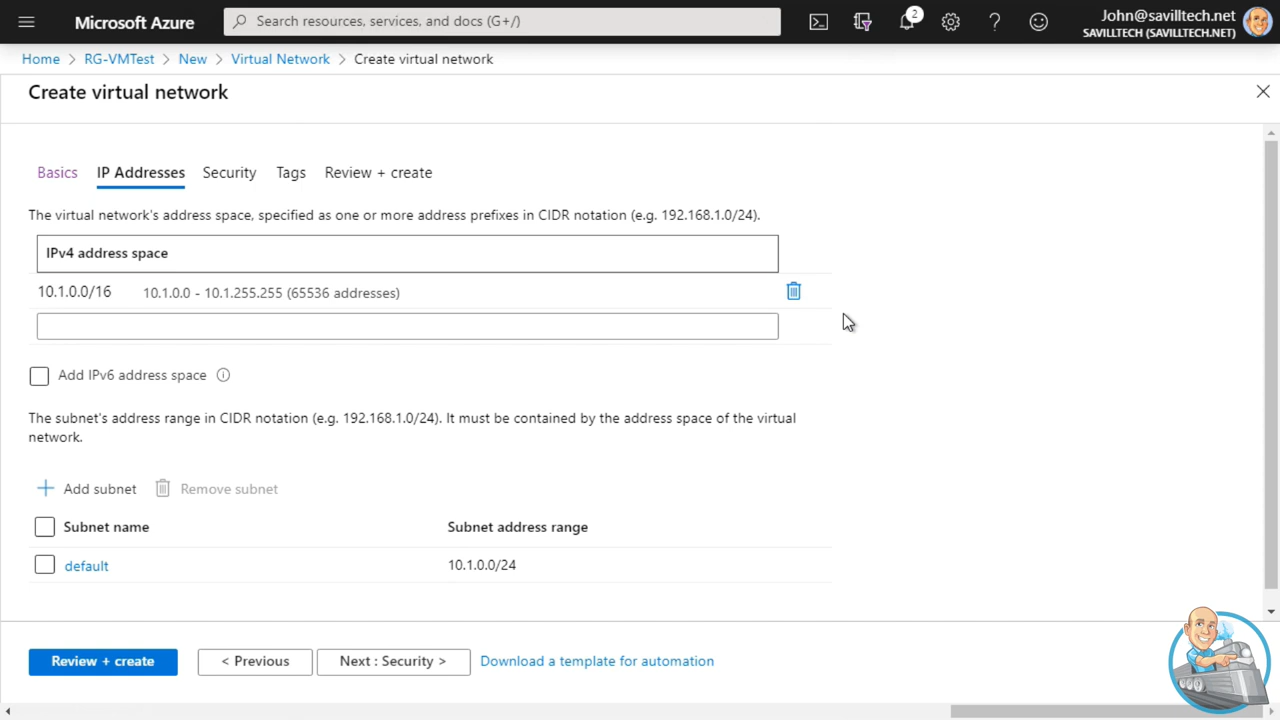 Microsoft Azure
Search resources, services, and docs (G+/)
2
John@savilltech.net
SAVILLTECH (SAVILLTECH.NET)
Home > RG-VMTest > New > Virtual Network > Create virtual network
Create virtual network
Basics IP Addresses Security Tags Review + create
The virtual network's address space, specified as one or more address prefixes in CIDR notation (e.g. 192.168.1.0/24).
IPv4 address space
10.1.0.0/16 10.1.0.0 - 10.1.255.255 (65536 addresses)
Add IPv6 address space
The subnet's address range in CIDR notation (e.g. 192.168.1.0/24). It must be contained by the address space of the virtual
network.
+ Add subnet Remove subnet
Subnet name Subnet address range
default 10.1.0.0/24
Review + create < Previous Next : Security > Download a template for automation